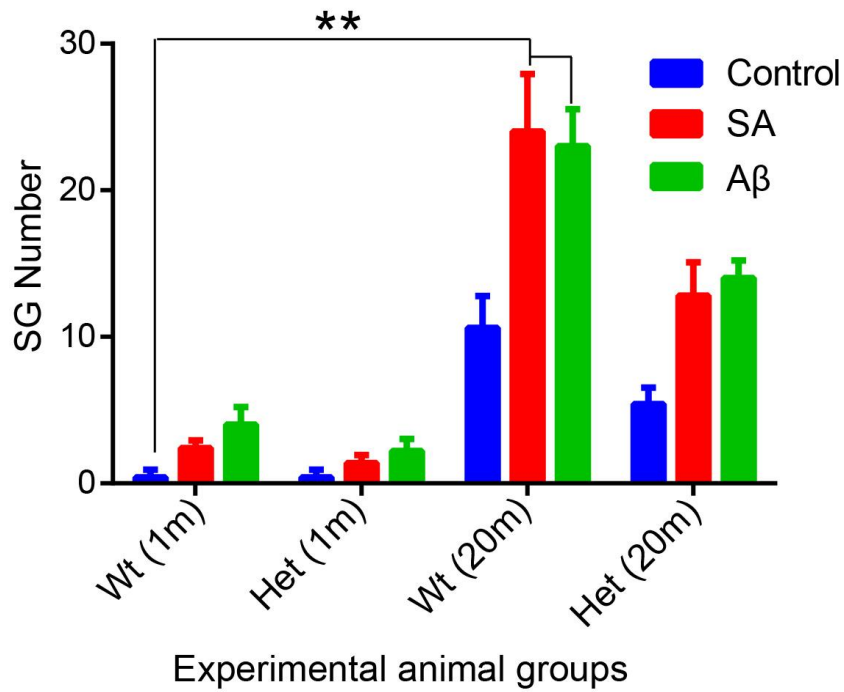 **
30
20
10
0
SG Number
Control
SA
Aβ
Wt (1m)
Het (1m)
Wt (20m)
Het (20m)
Experimental animal groups